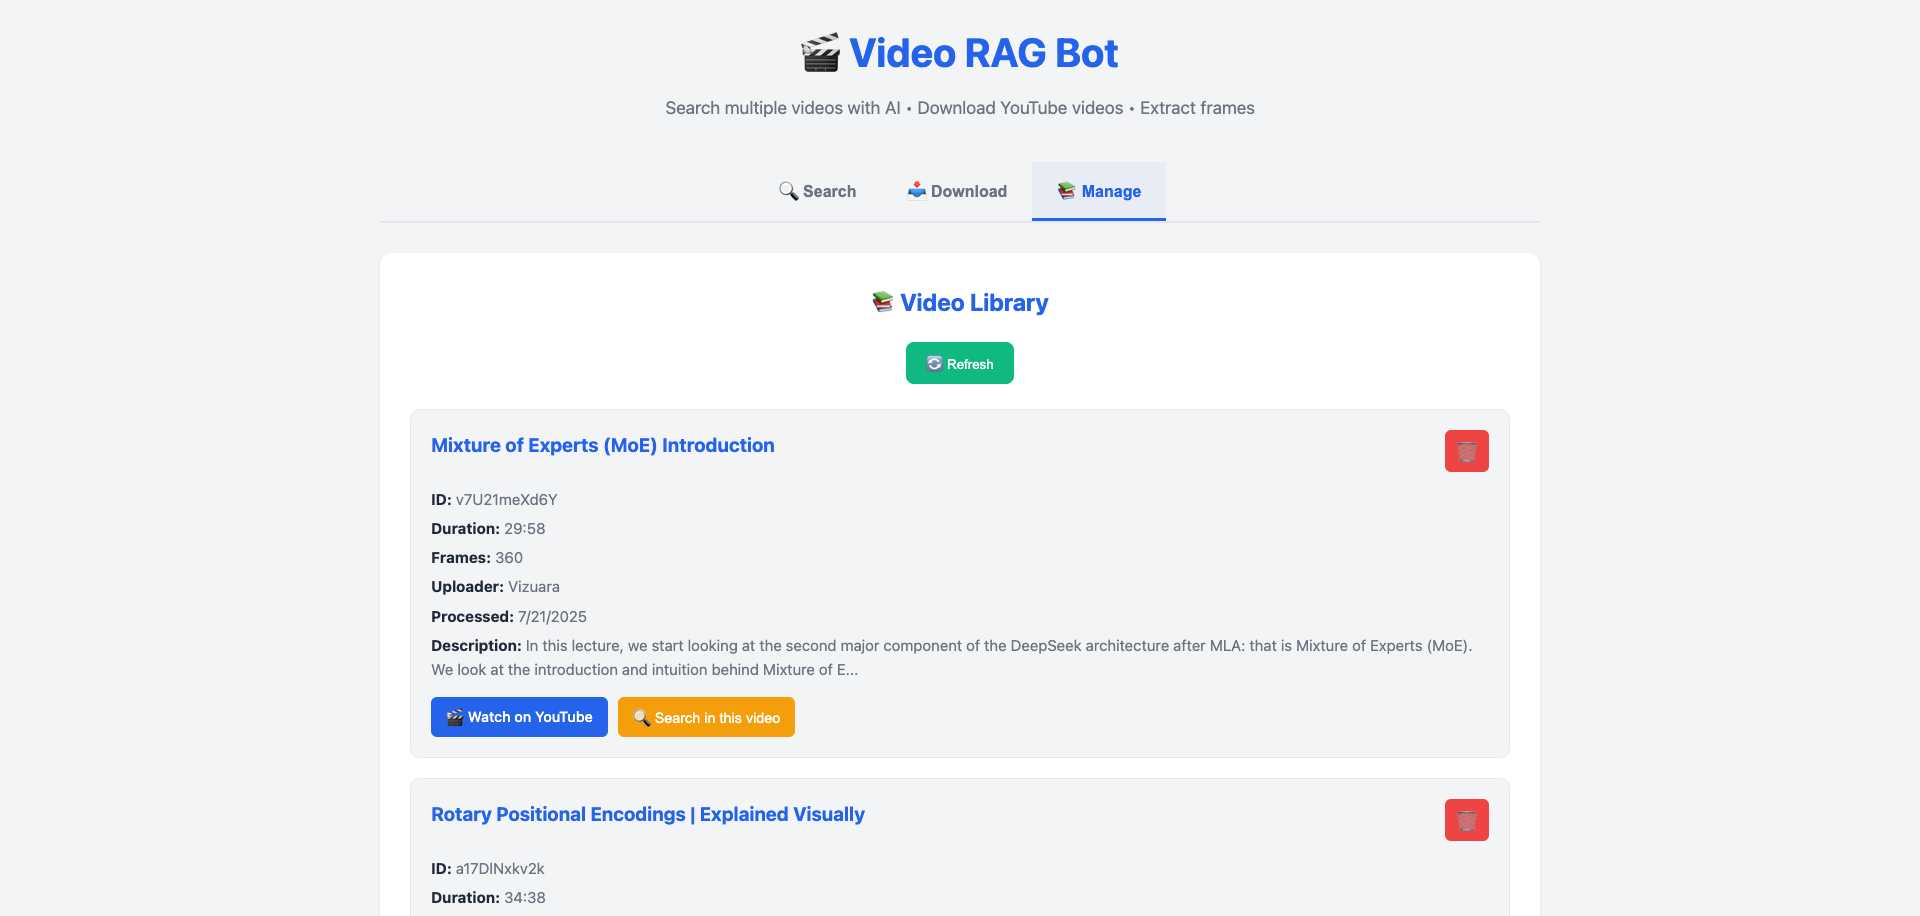 Video RAG Bot
Search multiple videos with AI • Download YouTube videos • Extract frames
Search
Download
Manage
Video Library
Refresh
Mixture of Experts (MoE) Introduction
ID: v7U21meXd6Y
Duration: 29:58
Frames: 360
Uploader: Vizuara
Processed: 7/21/2025
Description: In this lecture, we start looking at the second major component of the DeepSeek architecture after MLA: that is Mixture of Experts (MoE).
We look at the introduction and intuition behind Mixture of E...
Watch on YouTube
Search in this video
Rotary Positional Encodings | Explained Visually
ID: a17DlNxkv2k
Duration: 34:38